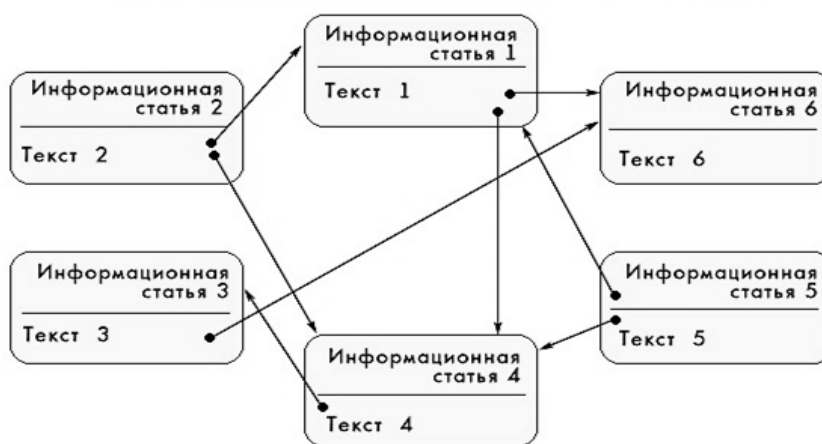 Информационная
статья 1
Текст 1
Информационная
статья 2
Текст 2
Информационная
статья 6
Текст 6
Информационная
статья 3
Текст 3
Информационная
статья 5
Текст 5
Информационная
статья 4
Текст 4